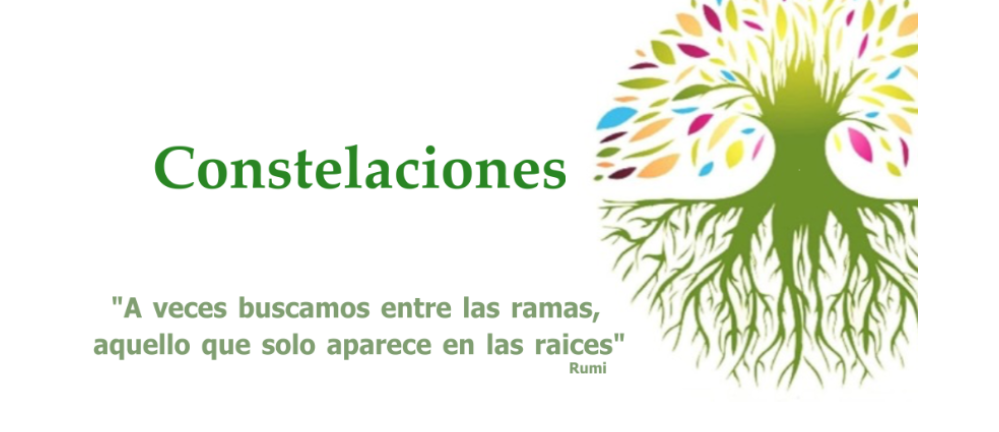 Constelaciones
"A veces buscamos entre las ramas,
aquello que solo aparece en las raices"
Rumi